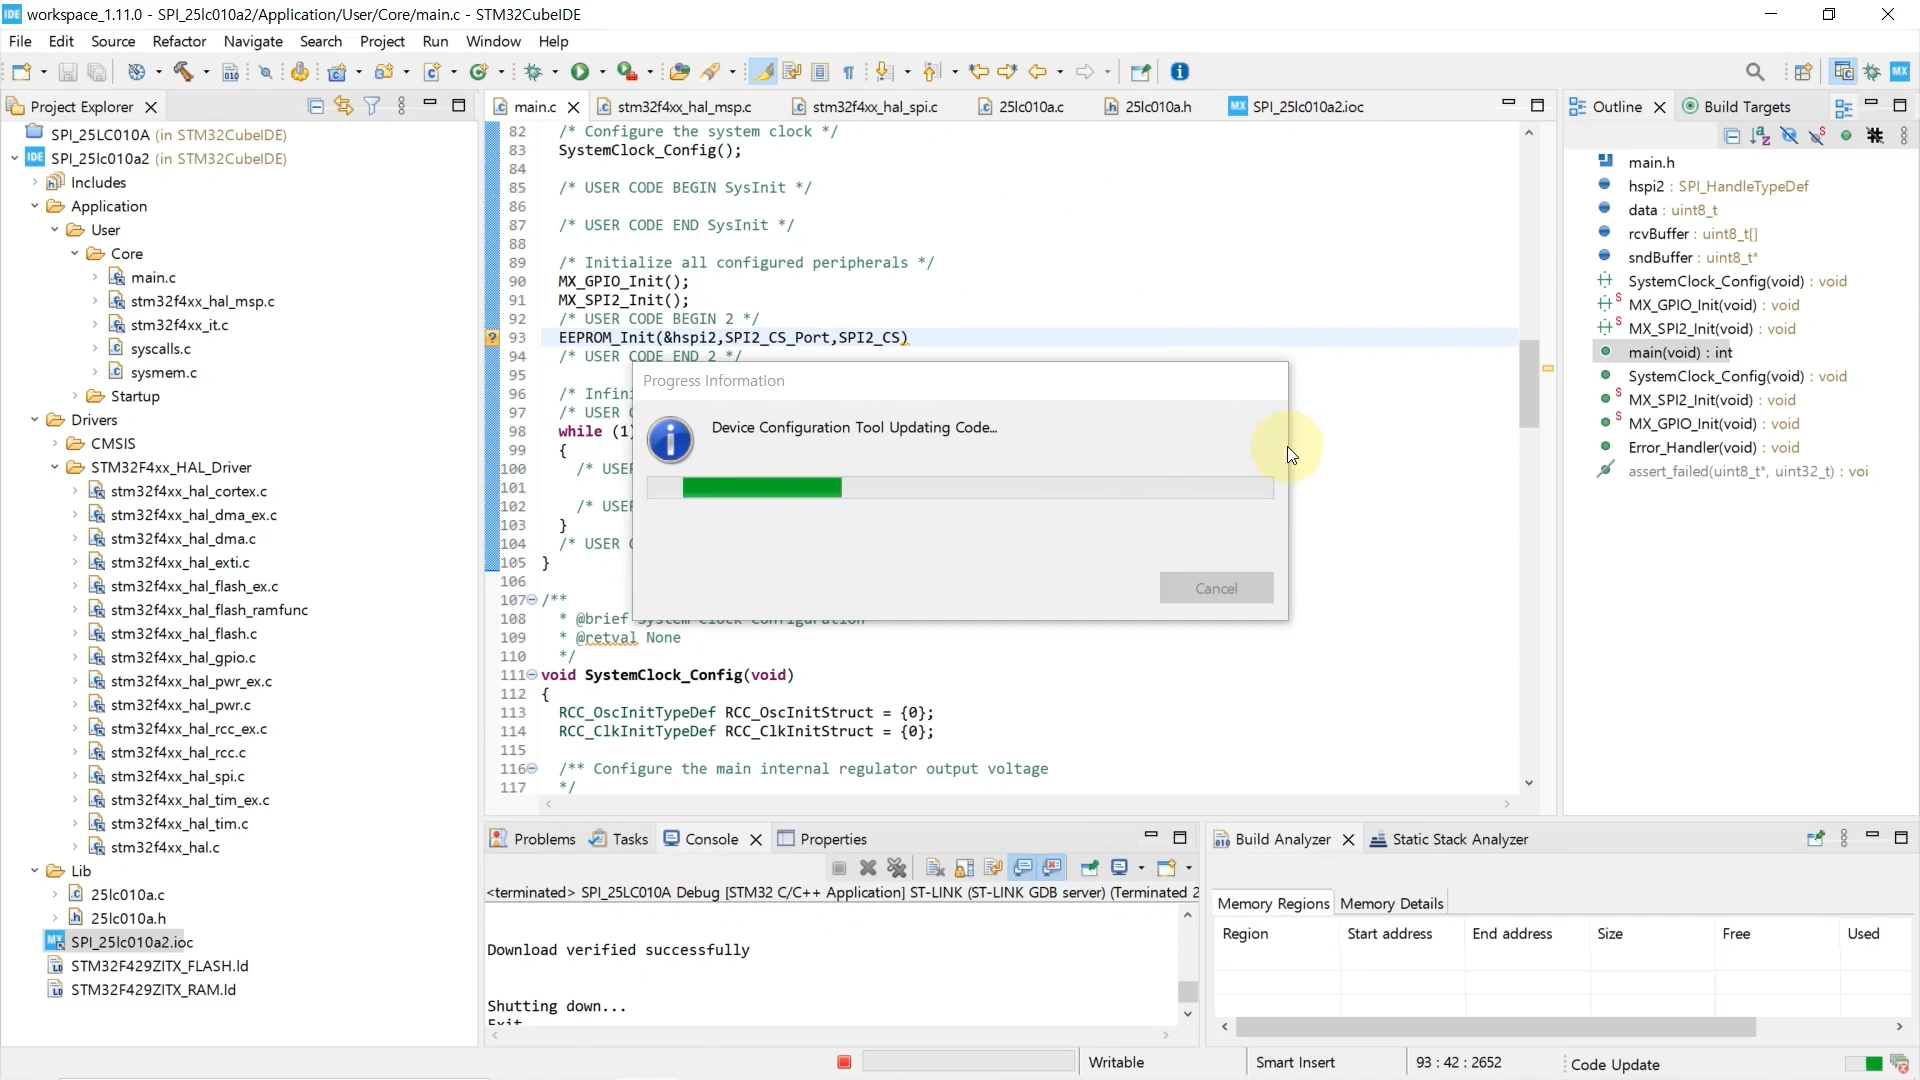 IDE workspace_1.11.0 - SPI_25lc010a2/Application/User/Core/main.c - STM32CubeIDE
File Edit Source Refactor Navigate Search Project Run Window Help
Project Explorer
main.c
stm32f4xx_hal_msp.c
stm32f4xx_hal_spi.c
25lc010a.c
25lc010a.h
MX SPI_25lc010a2.ioc
Outline
Build Targets
SPI_25LC010A (in STM32CubeIDE)
IDE SPI_25lc010a2 (in STM32CubeIDE)
Includes
Application
User
Core
main.c
stm32f4xx_hal_msp.c
stm32f4xx_it.c
syscalls.c
sysmem.c
Startup
Drivers
CMSIS
STM32F4xx_HAL_Driver
stm32f4xx_hal_cortex.c
stm32f4xx_hal_dma_ex.c
stm32f4xx_hal_dma.c
stm32f4xx_hal_exti.c
stm32f4xx_hal_flash_ex.c
stm32f4xx_hal_flash_ramfunc
stm32f4xx_hal_flash.c
stm32f4xx_hal_gpio.c
stm32f4xx_hal_pwr_ex.c
stm32f4xx_hal_pwr.c
stm32f4xx_hal_rcc_ex.c
stm32f4xx_hal_rcc.c
stm32f4xx_hal_spi.c
stm32f4xx_hal_tim_ex.c
stm32f4xx_hal_tim.c
stm32f4xx_hal.c
Lib
25lc010a.c
25lc010a.h
MX SPI_25lc010a2.ioc
STM32F429ZITX_FLASH.ld
STM32F429ZITX_RAM.ld
82 /* Configure the system clock */
83 SystemClock_Config();
84
85 /* USER CODE BEGIN SysInit */
86
87 /* USER CODE END SysInit */
88
89 /* Initialize all configured peripherals */
90 MX_GPIO_Init();
91 MX_SPI2_Init();
92 /* USER CODE BEGIN 2 */
93 EEPROM_Init(&hspi2,SPI2_CS_Port,SPI2_CS)
94 /* USER CODE END 2 */
95
96 /* Infin
97 /* USER
98 while (1)
99 {
100 /* USE
101
102 /* USE
103 }
104 /* USER
105 }
106
107 /**
108 * @brief System Clock Configuration
109 * @retval None
110 */
111 void SystemClock_Config(void)
112 {
113 RCC_OscInitTypeDef RCC_OscInitStruct = {0};
114 RCC_ClkInitTypeDef RCC_ClkInitStruct = {0};
115
116 /** Configure the main internal regulator output voltage
117 */
Progress Information
Device Configuration Tool Updating Code...
Cancel
main.h
hspi2 : SPI_HandleTypeDef
data : uint8_t
rcvBuffer : uint8_t[]
sndBuffer : uint8_t*
SystemClock_Config(void) : void
MX_GPIO_Init(void) : void
MX_SPI2_Init(void) : void
main(void) : int
SystemClock_Config(void) : void
MX_SPI2_Init(void) : void
MX_GPIO_Init(void) : void
Error_Handler(void) : void
assert_failed(uint8_t*, uint32_t) : voi
Problems Tasks Console Properties
<terminated> SPI_25LC010A Debug [STM32 C/C++ Application] ST-LINK (ST-LINK GDB server) (Terminated 2
Download verified successfully
Shutting down...
Exit.
Build Analyzer Static Stack Analyzer
Memory Regions Memory Details
Region Start address End address Size Free Used
Writable Smart Insert 93 : 42 : 2652 Code Update